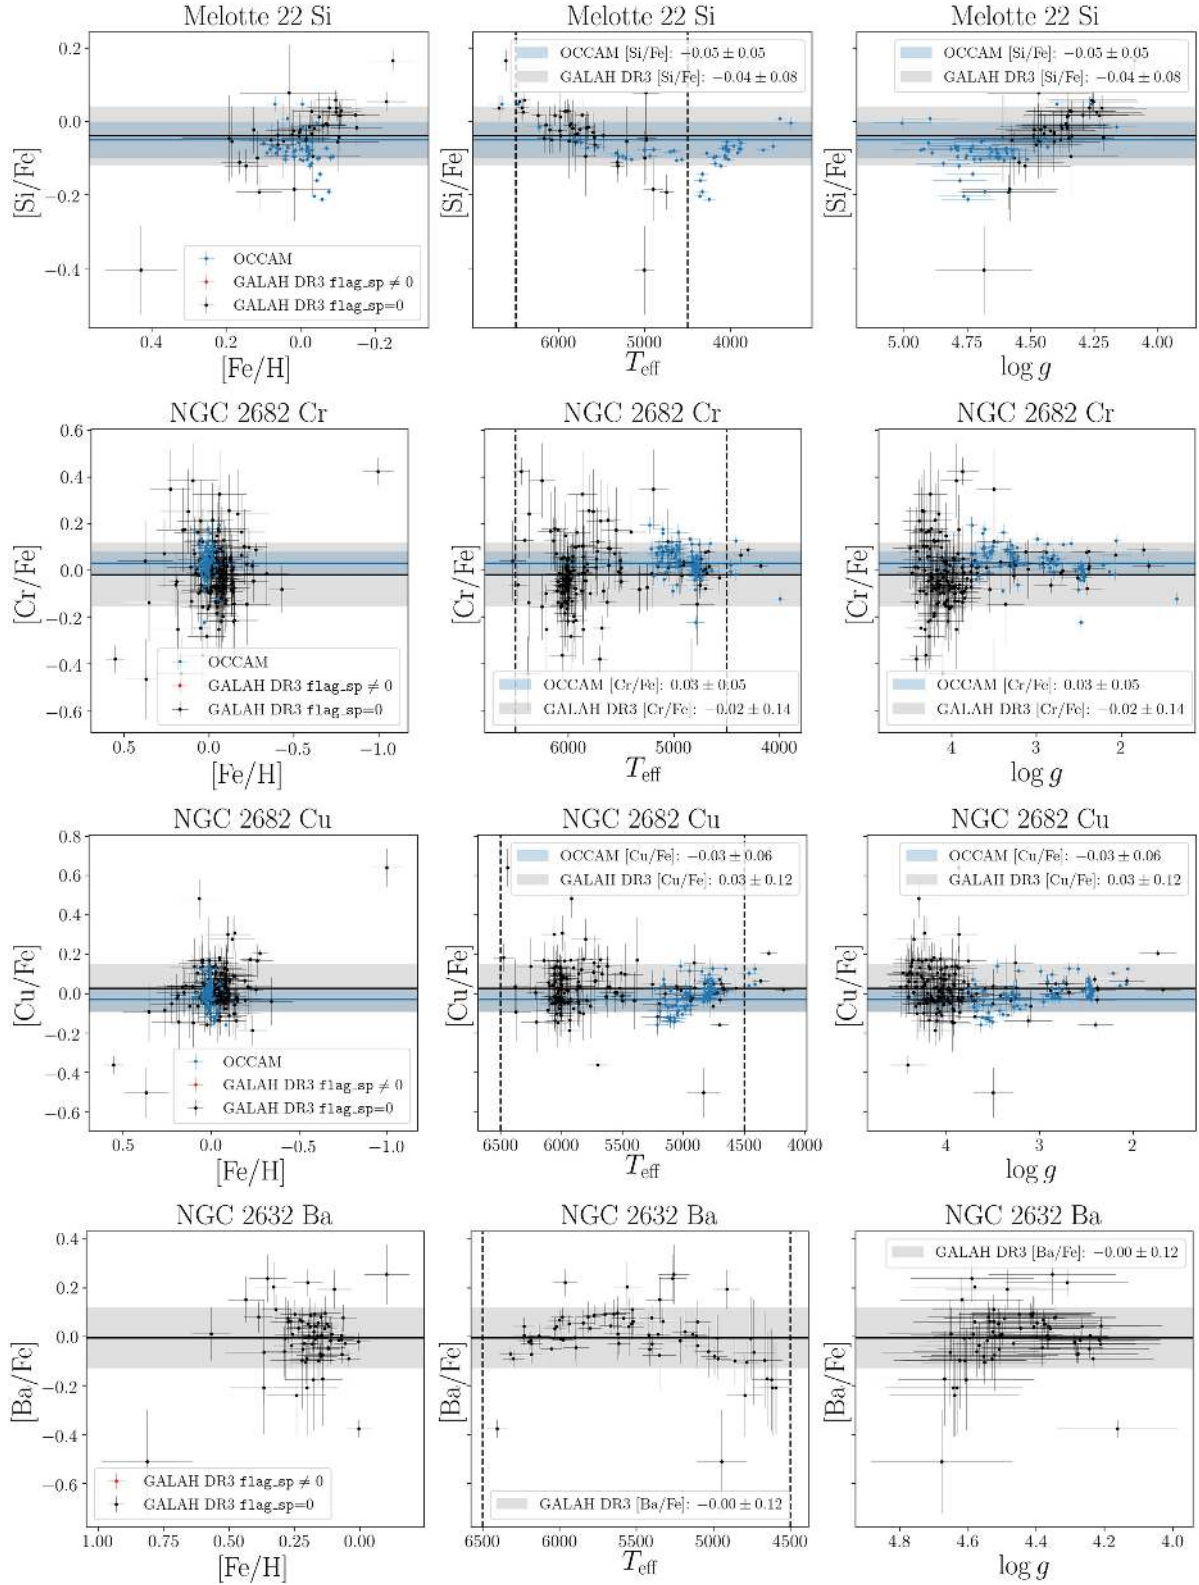 Melotte 22 Si
Melotte 22 Si
Melotte 22 Si
0.2
0.0
−0.2
−0.4
[Si/Fe]
OCCAM
GALAH DR3 flag_sp ≠ 0
GALAH DR3 flag_sp=0
0.4 0.2 0.0 −0.2
[Fe/H]
OCCAM [Si/Fe]: −0.05 ± 0.05
GALAH DR3 [Si/Fe]: −0.04 ± 0.08
[Si/Fe]
6000 5000 4000
Teff
OCCAM [Si/Fe]: −0.05 ± 0.05
GALAH DR3 [Si/Fe]: −0.04 ± 0.08
[Si/Fe]
5.00 4.75 4.50 4.25 4.00
log g
NGC 2682 Cr
NGC 2682 Cr
NGC 2682 Cr
0.6
0.4
0.2
0.0
−0.2
−0.4
−0.6
[Cr/Fe]
OCCAM
GALAH DR3 flag_sp ≠ 0
GALAH DR3 flag_sp=0
0.5 0.0 −0.5 −1.0
[Fe/H]
[Cr/Fe]
OCCAM [Cr/Fe]: 0.03 ± 0.05
GALAH DR3 [Cr/Fe]: −0.02 ± 0.14
6000 5000 4000
Teff
[Cr/Fe]
OCCAM [Cr/Fe]: 0.03 ± 0.05
GALAH DR3 [Cr/Fe]: −0.02 ± 0.14
4 3 2
log g
NGC 2682 Cu
NGC 2682 Cu
NGC 2682 Cu
0.8
0.6
0.4
0.2
0.0
−0.2
−0.4
−0.6
[Cu/Fe]
OCCAM
GALAH DR3 flag_sp ≠ 0
GALAH DR3 flag_sp=0
0.5 0.0 −0.5 −1.0
[Fe/H]
OCCAM [Cu/Fe]: −0.03 ± 0.06
GALAH DR3 [Cu/Fe]: 0.03 ± 0.12
[Cu/Fe]
6500 6000 5500 5000 4500 4000
Teff
OCCAM [Cu/Fe]: −0.03 ± 0.06
GALAH DR3 [Cu/Fe]: 0.03 ± 0.12
[Cu/Fe]
4 3 2
log g
NGC 2632 Ba
NGC 2632 Ba
NGC 2632 Ba
0.4
0.2
0.0
−0.2
−0.4
−0.6
[Ba/Fe]
GALAH DR3 flag_sp ≠ 0
GALAH DR3 flag_sp=0
1.00 0.75 0.50 0.25 0.00
[Fe/H]
[Ba/Fe]
GALAH DR3 [Ba/Fe]: −0.00 ± 0.12
6500 6000 5500 5000 4500
Teff
GALAH DR3 [Ba/Fe]: −0.00 ± 0.12
[Ba/Fe]
4.8 4.6 4.4 4.2 4.0
log g